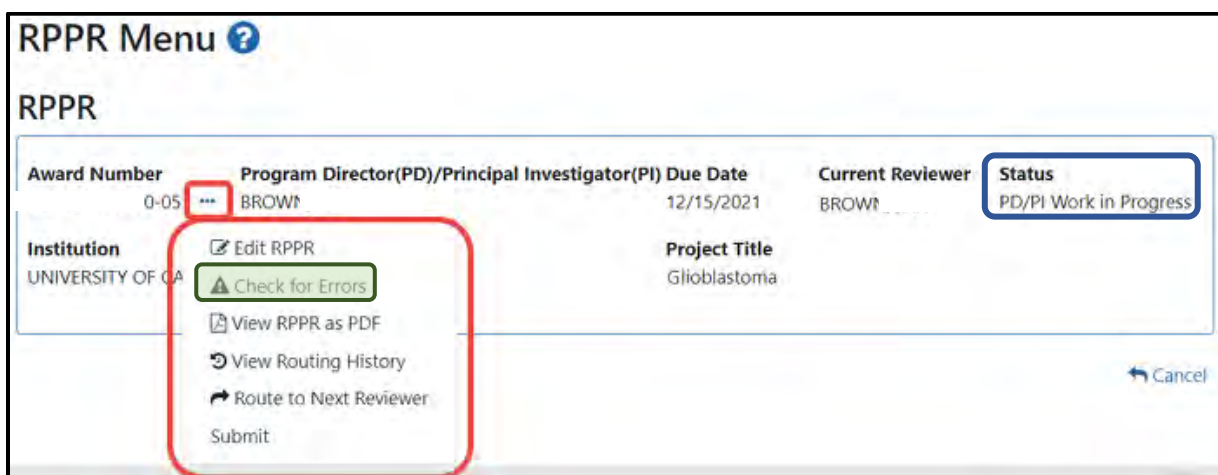 RPPR Menu ?
RPPR
Award Number Program Director(PD)/Principal Investigator(PI) Due Date Current Reviewer Status
0-05 ••• BROWN 12/15/2021 BROWN PD/PI Work in Progress
Institution Edit RPPR Project Title
UNIVERSITY OF CA Check for Errors Glioblastoma
View RPPR as PDF
View Routing History
Cancel
Route to Next Reviewer
Submit